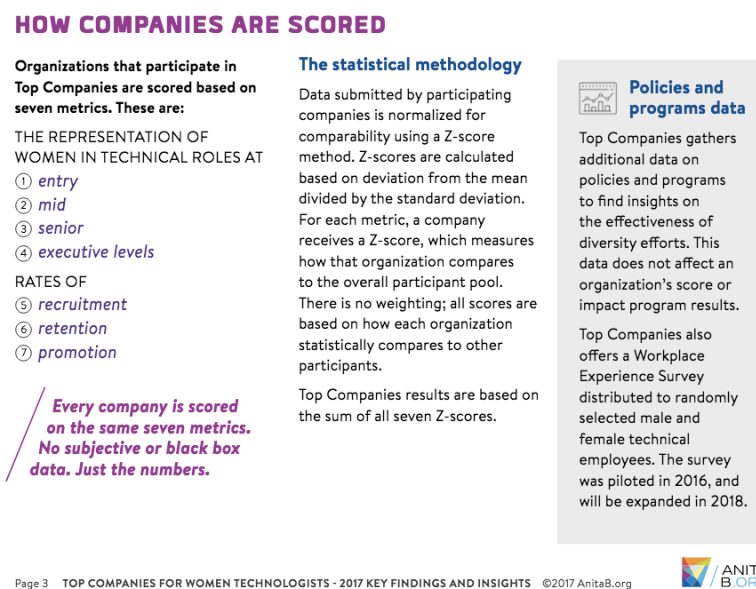 HOW COMPANIES ARE SCORED
Organizations that participate in
Top Companies are scored based on
seven metrics. These are:
THE REPRESENTATION OF
WOMEN IN TECHNICAL ROLES AT
1 entry
2 mid
3 senior
4 executive levels
RATES OF
5 recruitment
6 retention
7 promotion
Every company is scored
on the same seven metrics.
No subjective or black box
data. Just the numbers.
The statistical methodology
Data submitted by participating
companies is normalized for
comparability using a Z-score
method. Z-scores are calculated
based on deviation from the mean
divided by the standard deviation.
For each metric, a company
receives a Z-score, which measures
how that organization compares
to the overall participant pool.
There is no weighting; all scores are
based on how each organization
statistically compares to other
participants.
Top Companies results are based on
the sum of all seven Z-scores.
Policies and
programs data
Top Companies gathers
additional data on
policies and programs
to find insights on
the effectiveness of
diversity efforts. This
data does not affect an
organization's score or
impact program results.
Top Companies also
offers a Workplace
Experience Survey
distributed to randomly
selected male and
female technical
employees. The survey
was piloted in 2016, and
will be expanded in 2018.
Page 3 TOP COMPANIES FOR WOMEN TECHNOLOGISTS - 2017 KEY FINDINGS AND INSIGHTS ©2017 AnitaB.org
ANIT
B.OR